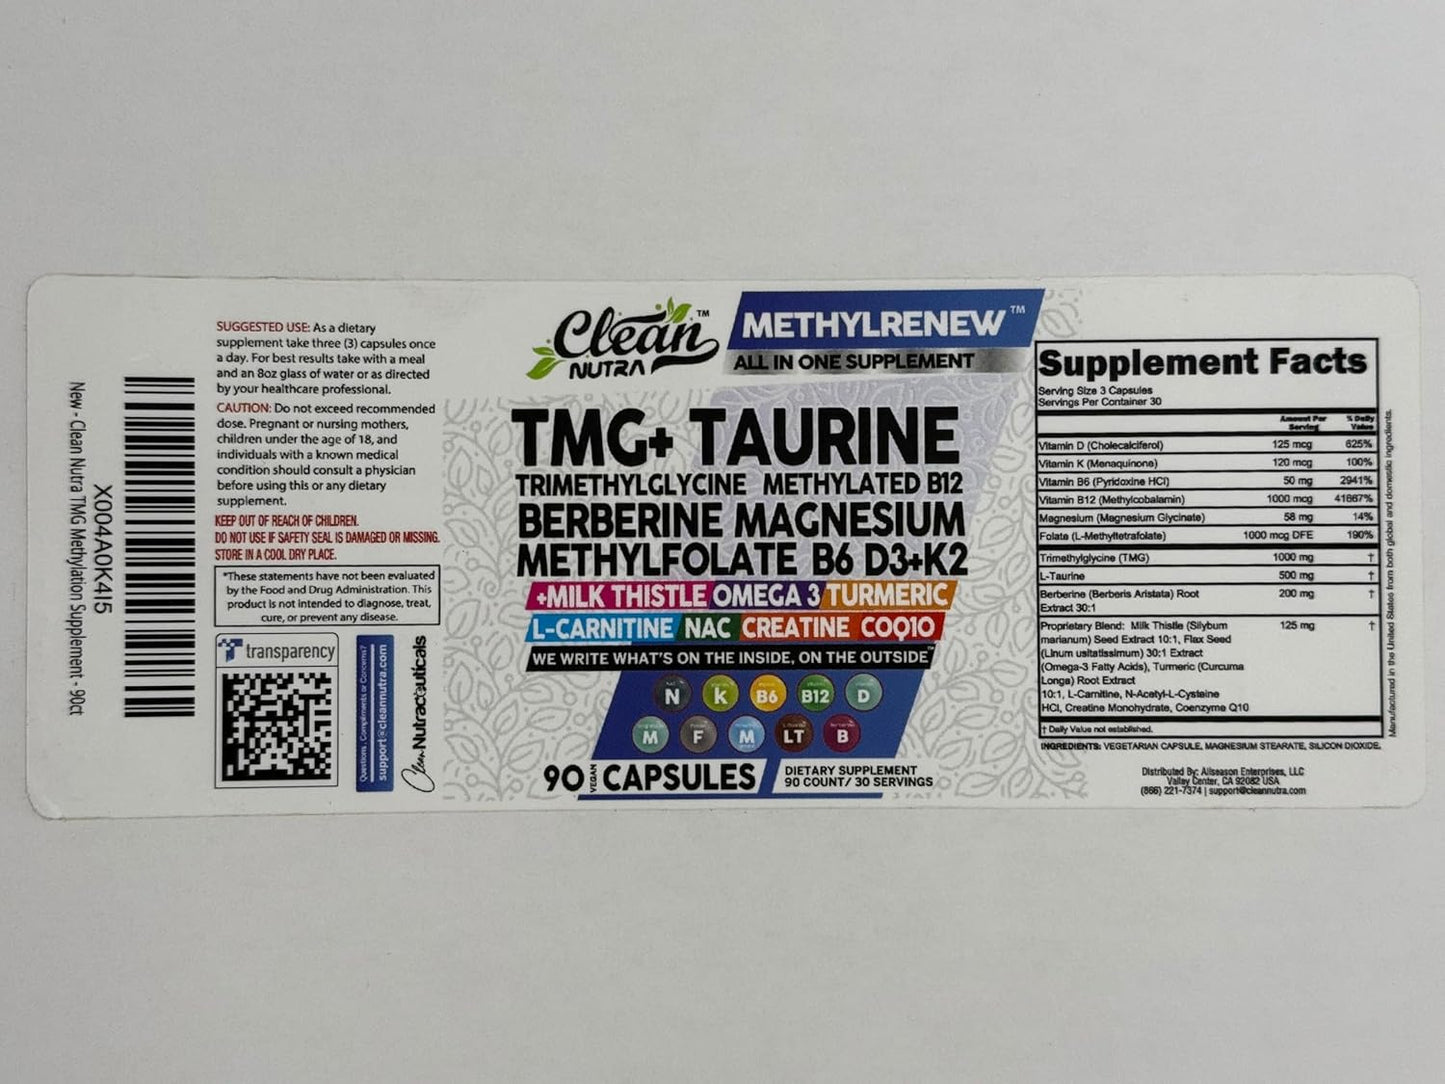 New - Clean Nutra TMG Methylation Supplement - 90ct
X004A0K4I5
SUGGESTED USE: As a dietary
supplement take three (3) capsules once
a day. For best results take with a meal
and an 8oz glass of water or as directed
by your healthcare professional.
CAUTION: Do not exceed recommended
dose. Pregnant or nursing mothers,
children under the age of 18, and
individuals with a known medical
condition should consult a physician
before using this or any dietary
supplement.
KEEP OUT OF REACH OF CHILDREN.
DO NOT USE IF SAFETY SEAL IS DAMAGED OR MISSING.
STORE IN A COOL DRY PLACE.
*These statements have not been evaluated
by the Food and Drug Administration. This
product is not intended to diagnose, treat,
cure, or prevent any disease.
transparency
Questions, Compliments or Concerns?
support@cleannutra.com
Clean Nutraceuticals
Clean™
NUTRA
METHYLRENEW™
ALL IN ONE SUPPLEMENT
TMG+ TAURINE
TRIMETHYLGLYCINE METHYLATED B12
BERBERINE MAGNESIUM
METHYLFOLATE B6 D3+K2
+MILK THISTLE OMEGA 3 TURMERIC
L-CARNITINE NAC CREATINE COQ10
WE WRITE WHAT'S ON THE INSIDE, ON THE OUTSIDE™
N K B6 B12 D
M F M LT B
90 VEGAN CAPSULES
DIETARY SUPPLEMENT
90 COUNT/ 30 SERVINGS
Supplement Facts
Serving Size 3 Capsules
Servings Per Container 30
Amount Per Serving % Daily Value
Vitamin D (Cholecalciferol) 125 mcg 625%
Vitamin K (Menaquinone) 120 mcg 100%
Vitamin B6 (Pyridoxine HCl) 50 mg 2941%
Vitamin B12 (Methylcobalamin) 1000 mcg 41667%
Magnesium (Magnesium Glycinate) 58 mg 14%
Folate (L-Methyltetrafolate) 1000 mcg DFE 190%
Trimethylglycine (TMG) 1000 mg †
L-Taurine 500 mg †
Berberine (Berberis Aristata) Root 200 mg †
Extract 30:1
Proprietary Blend: Milk Thistle (Silybum 125 mg †
marianum) Seed Extract 10:1, Flax Seed
(Linum usitatissimum) 30:1 Extract
(Omega-3 Fatty Acids), Turmeric (Curcuma
Longa) Root Extract
10:1, L-Carnitine, N-Acetyl-L-Cysteine
HCl, Creatine Monohydrate, Coenzyme Q10
† Daily Value not established.
INGREDIENTS: VEGETARIAN CAPSULE, MAGNESIUM STEARATE, SILICON DIOXIDE.
Distributed By: Allseason Enterprises, LLC
Valley Center, CA 92082 USA
(866) 221-7374 | support@cleannutra.com
Manufactured in the United States from both global and domestic ingredients.